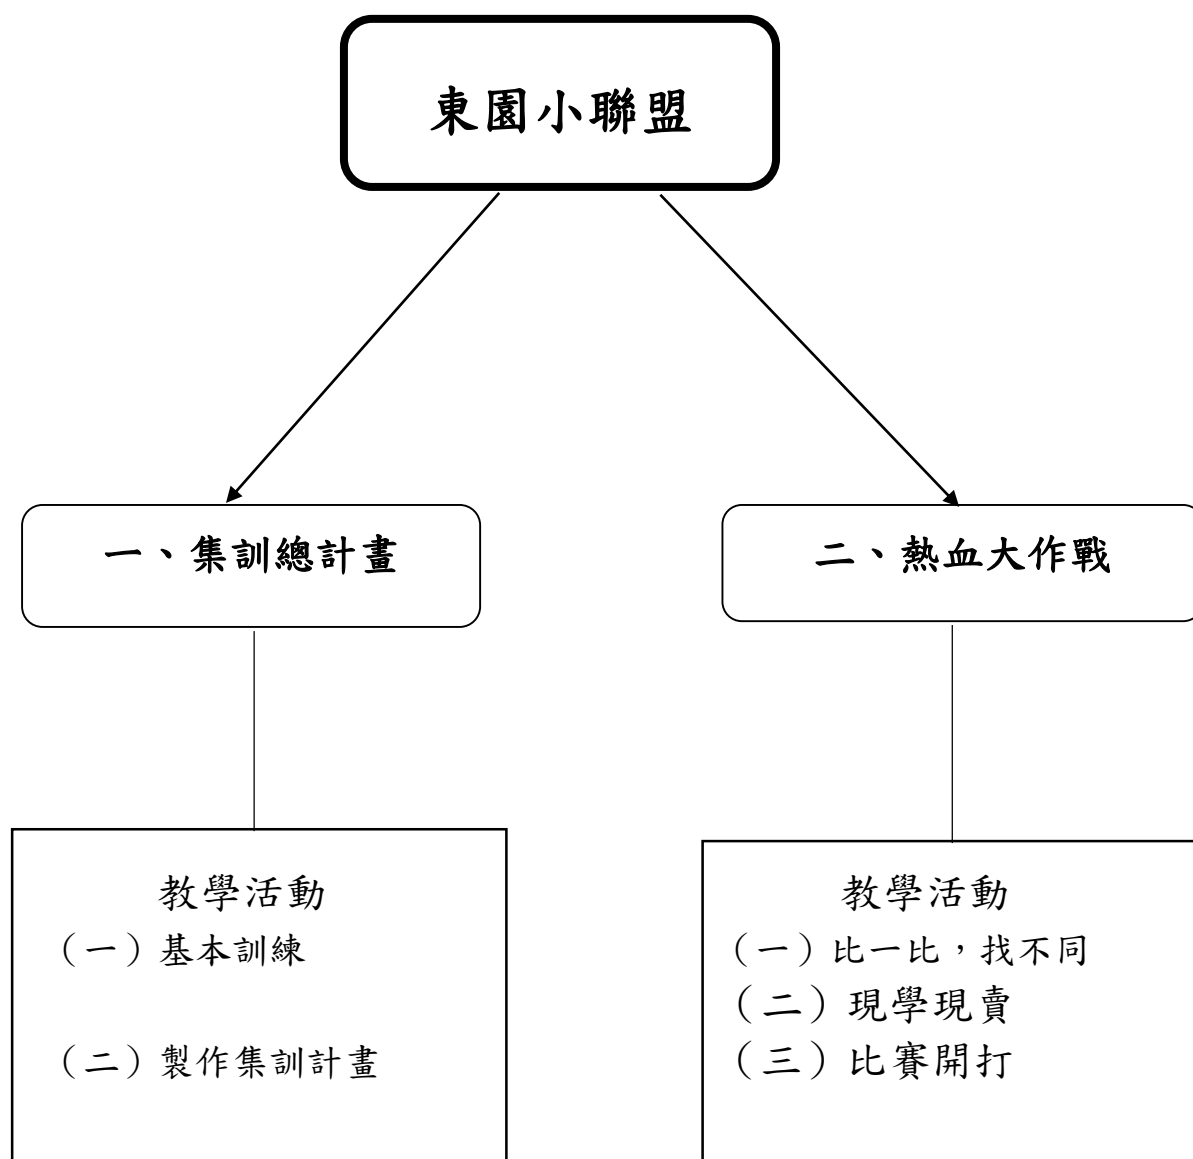 東園小聯盟
一、集訓總計畫
二、熱血大作戰
教學活動
（一）基本訓練
（二）製作集訓計畫
教學活動
（一）比一比，找不同
（二）現學現賣
（三）比賽開打